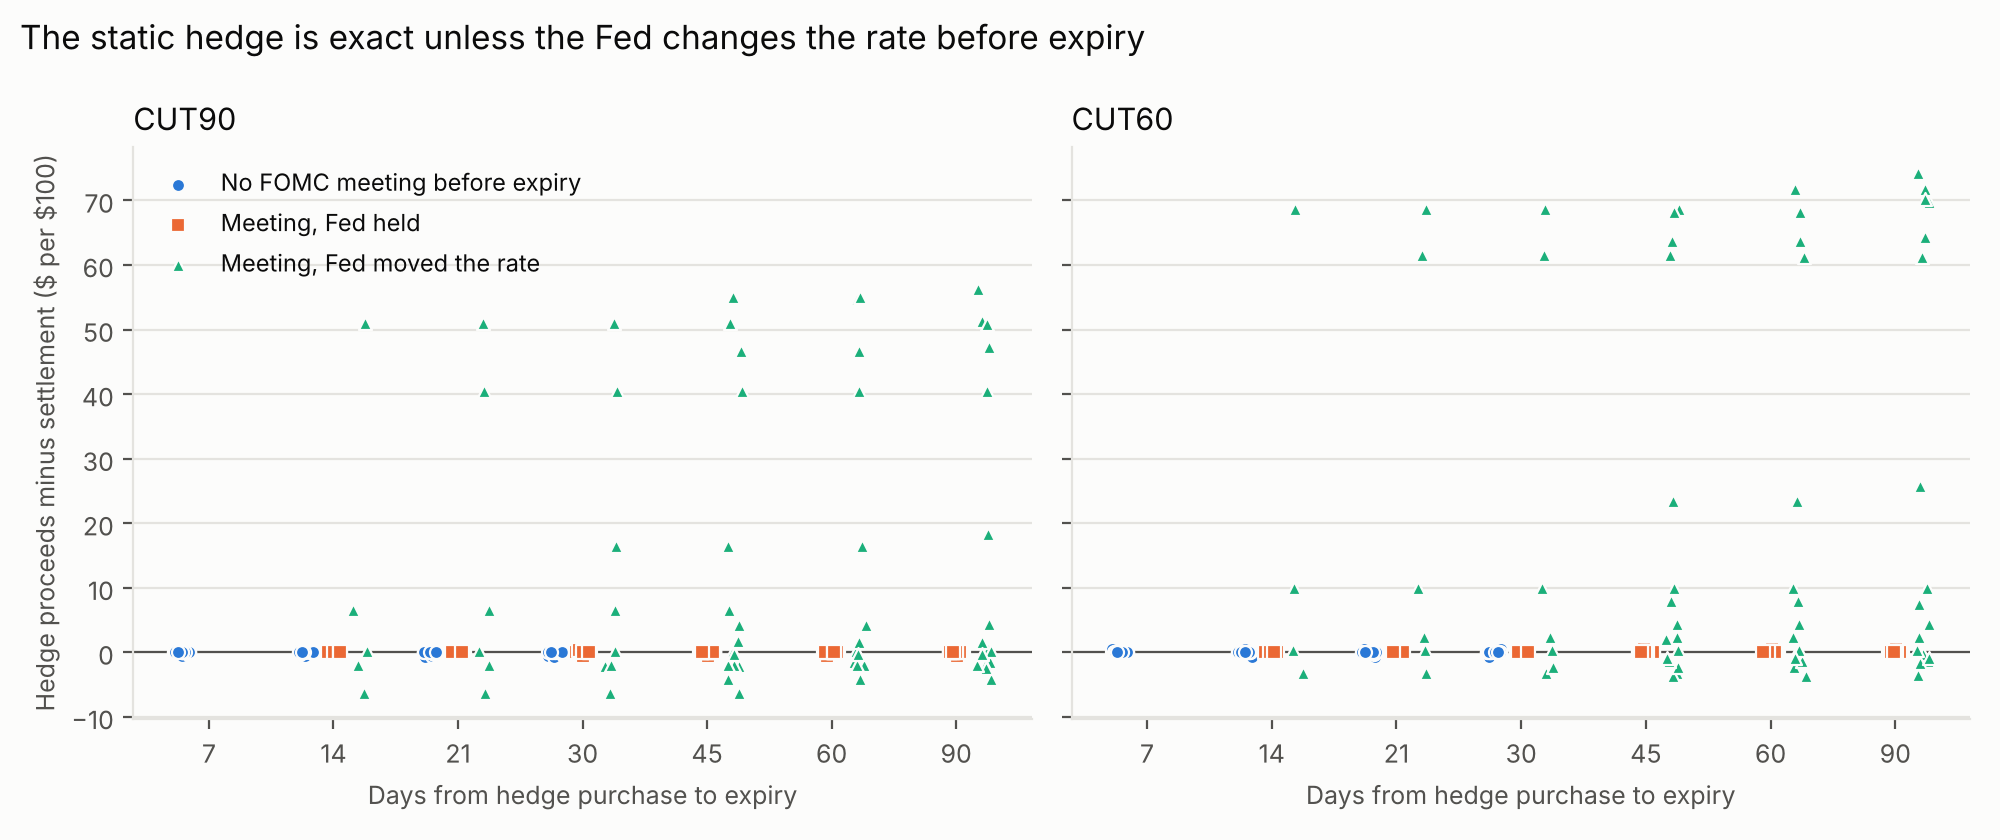 The static hedge is exact unless the Fed changes the rate before expiry
CUT90
CUT60
Hedge proceeds minus settlement ($ per $100)
No FOMC meeting before expiry
Meeting, Fed held
Meeting, Fed moved the rate
70
60
50
40
30
20
10
0
−10
7 14 21 30 45 60 90
7 14 21 30 45 60 90
Days from hedge purchase to expiry
Days from hedge purchase to expiry